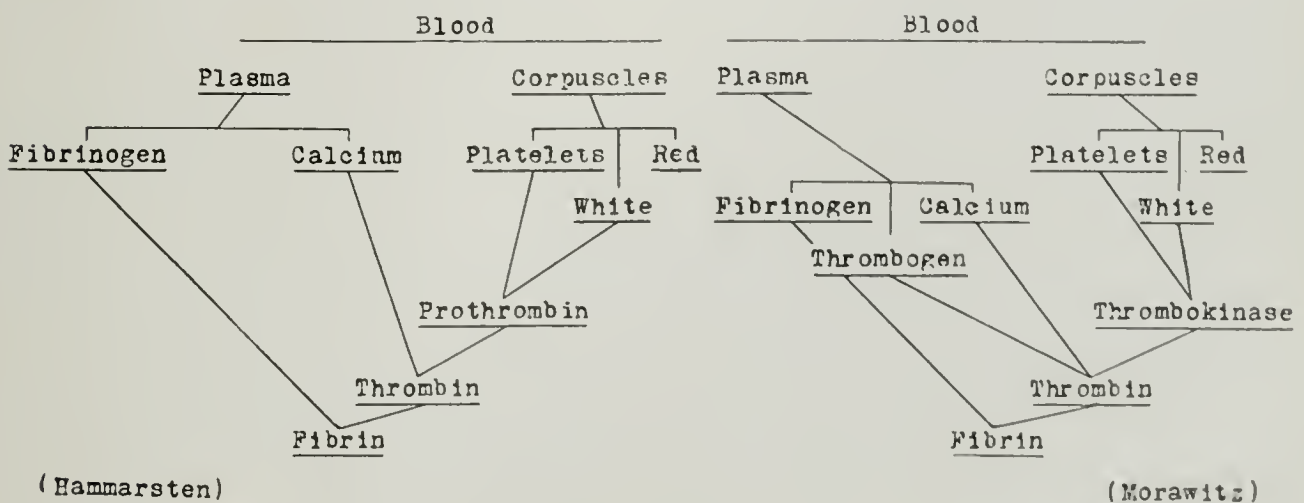 Blood
Plasma Corpuscles
Fibrinogen Calcium Platelets Red
White
Prothrombin
Thrombin
Fibrin
(Hammarsten)
Blood
Plasma Corpuscles
Platelets Red
Fibrinogen Calcium White
Thrombogen
Thrombokinase
Thrombin
Fibrin
(Morawitz)